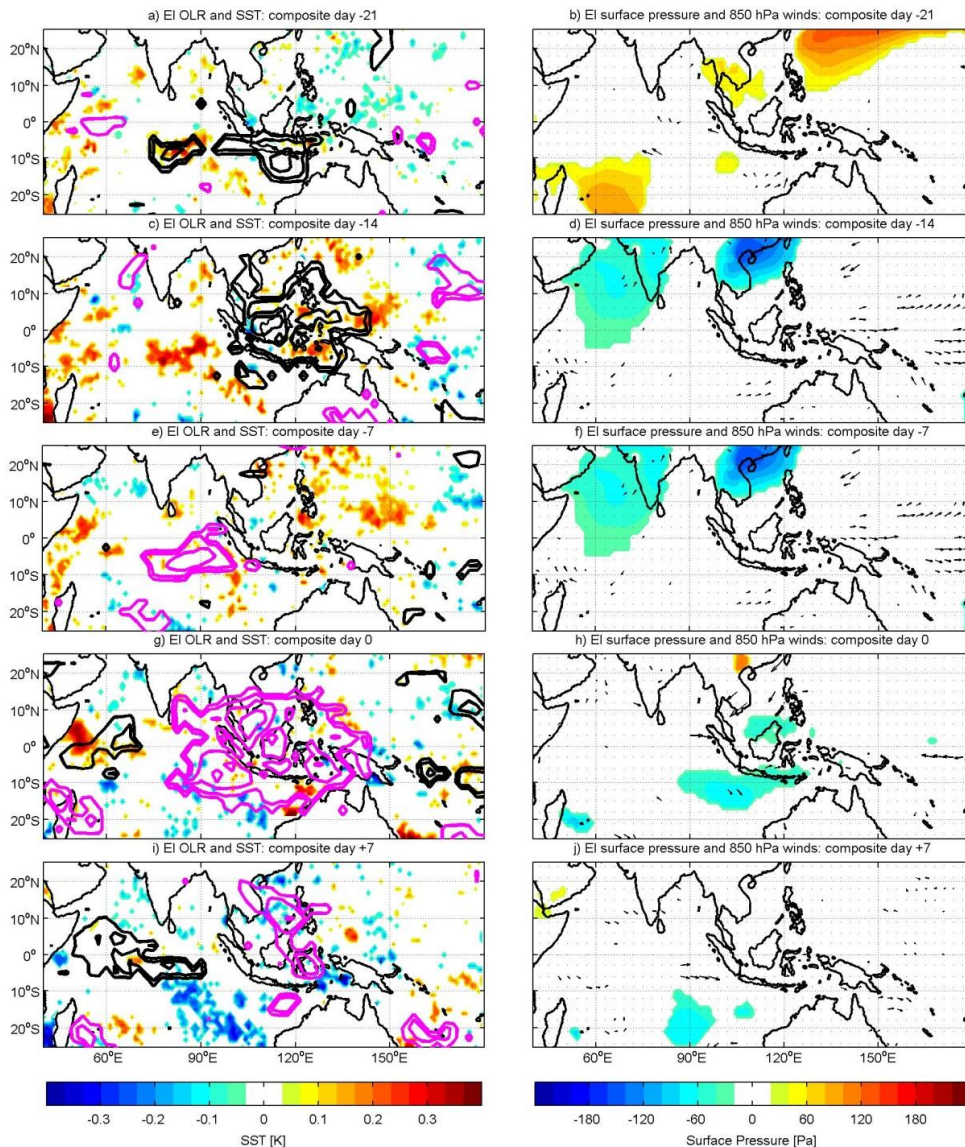 a) EI OLR and SST: composite day -21
b) EI surface pressure and 850 hPa winds: composite day -21
20°N
10°N
0°
10°S
20°S
c) EI OLR and SST: composite day -14
d) EI surface pressure and 850 hPa winds: composite day -14
20°N
10°N
0°
10°S
20°S
e) EI OLR and SST: composite day -7
f) EI surface pressure and 850 hPa winds: composite day -7
20°N
10°N
0°
10°S
20°S
g) EI OLR and SST: composite day 0
h) EI surface pressure and 850 hPa winds: composite day 0
20°N
10°N
0°
10°S
20°S
i) EI OLR and SST: composite day +7
j) EI surface pressure and 850 hPa winds: composite day +7
20°N
10°N
0°
10°S
20°S
60°E 90°E 120°E 150°E
60°E 90°E 120°E 150°E
-0.3 -0.2 -0.1 0 0.1 0.2 0.3
SST [K]
-180 -120 -60 0 60 120 180
Surface Pressure [Pa]